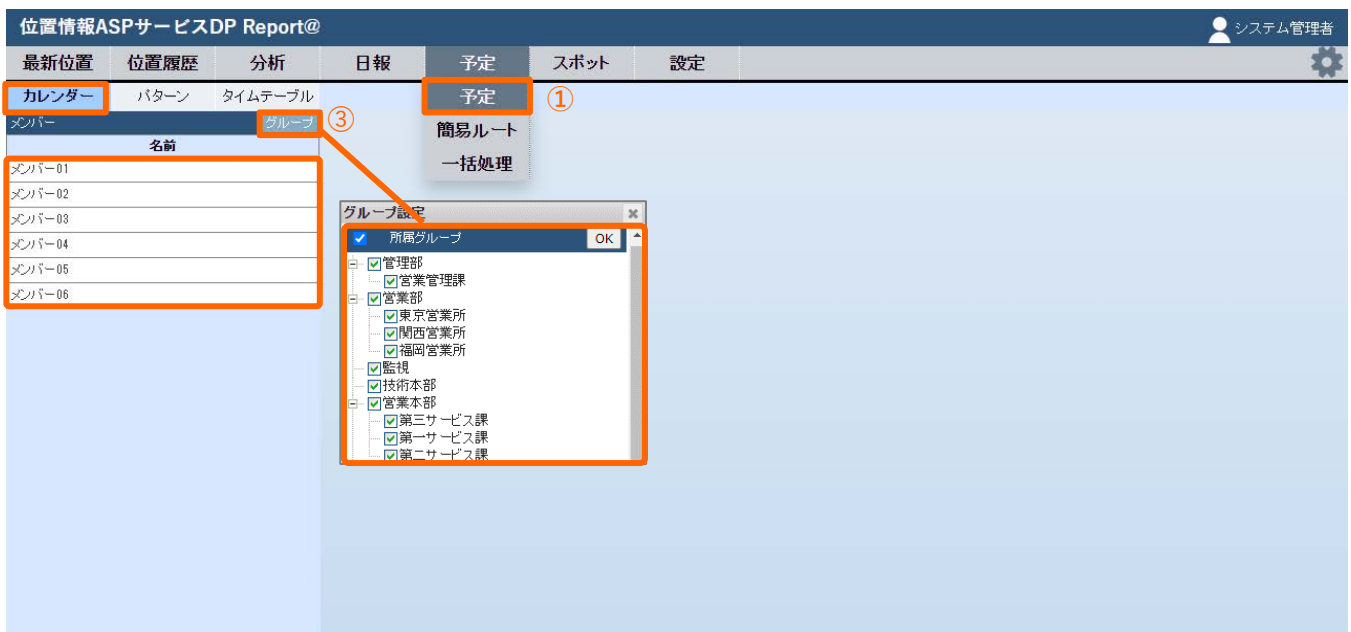 位置情報ASPサービスDP Report@ システム管理者
最新位置 位置履歴 分析 日報 予定 スポット 設定
カレンダー パターン タイムテーブル 予定 ①
メンバー グループ ③ 簡易ルート
名前
一括処理
メンバー01
メンバー02
メンバー03
メンバー04
メンバー05
メンバー06
グループ設定
所属グループ OK
管理部
営業管理課
営業部
東京営業所
関西営業所
福岡営業所
監視
技術本部
営業本部
第三サービス課
第一サービス課
第二サービス課